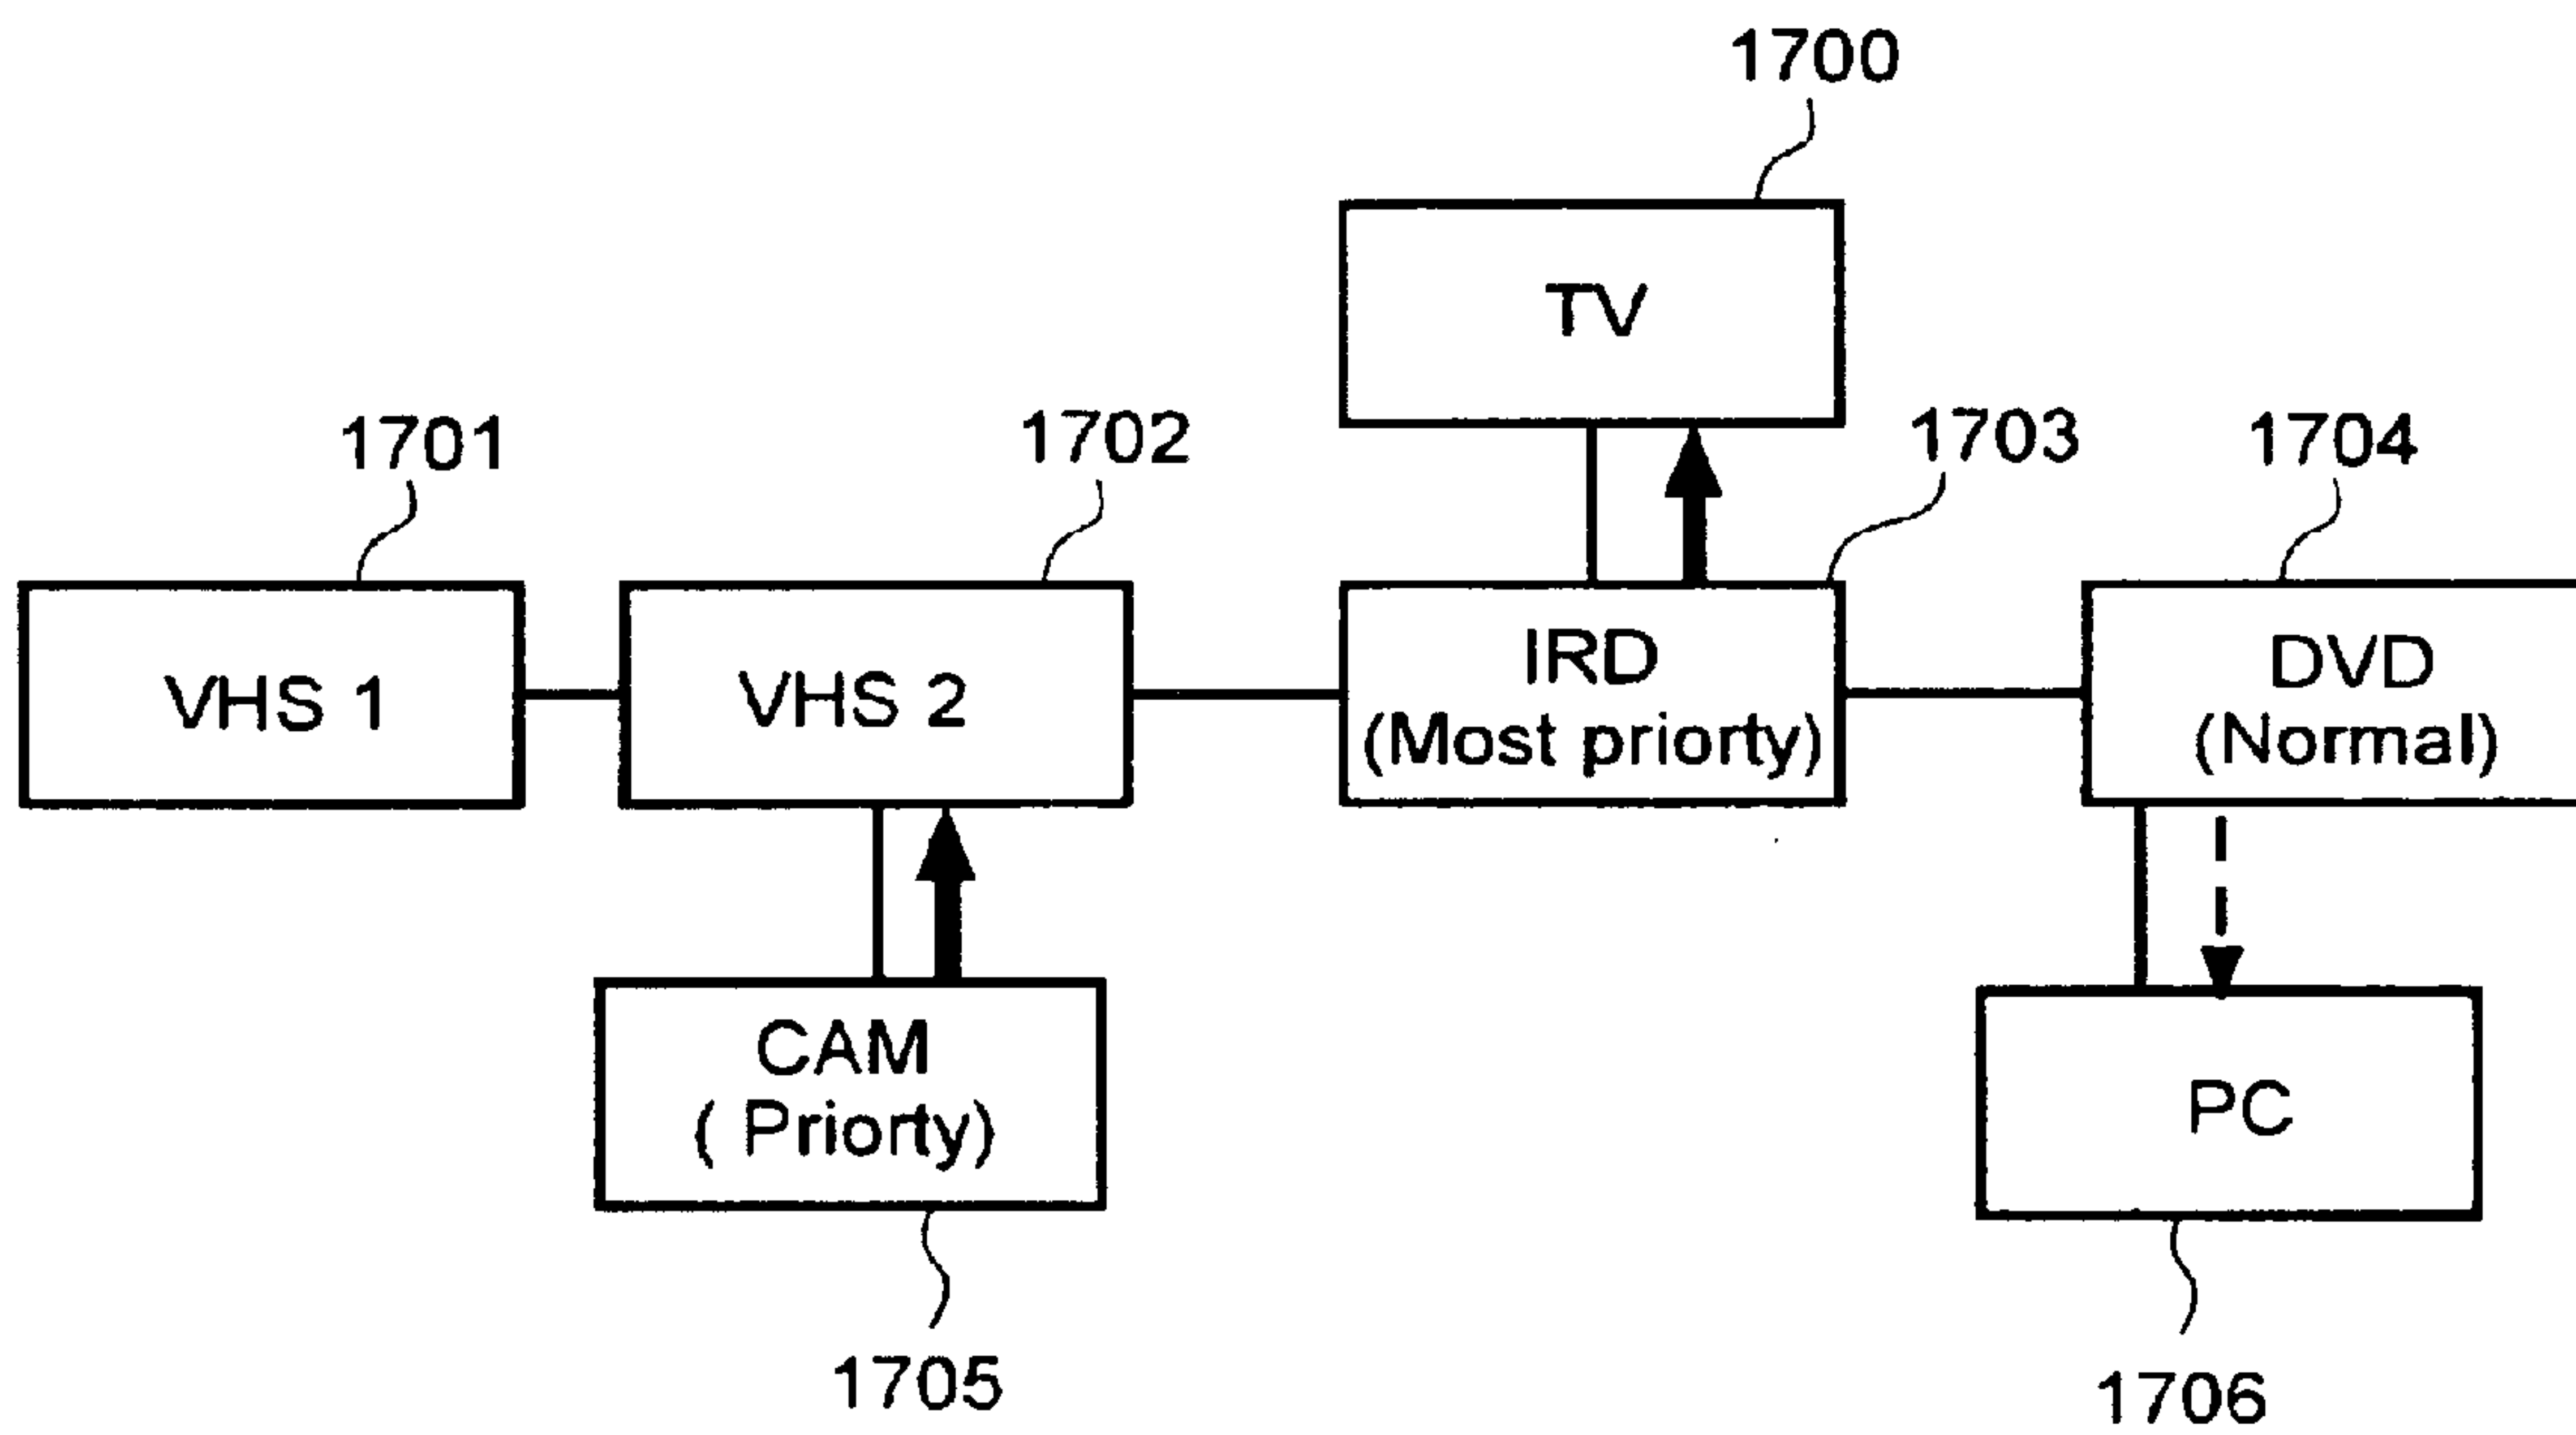 1700
TV
1701
1702
1703
1704
VHS 1
VHS 2
IRD
(Most priorty)
DVD
(Normal)
CAM
( Priorty)
PC
1705
1706